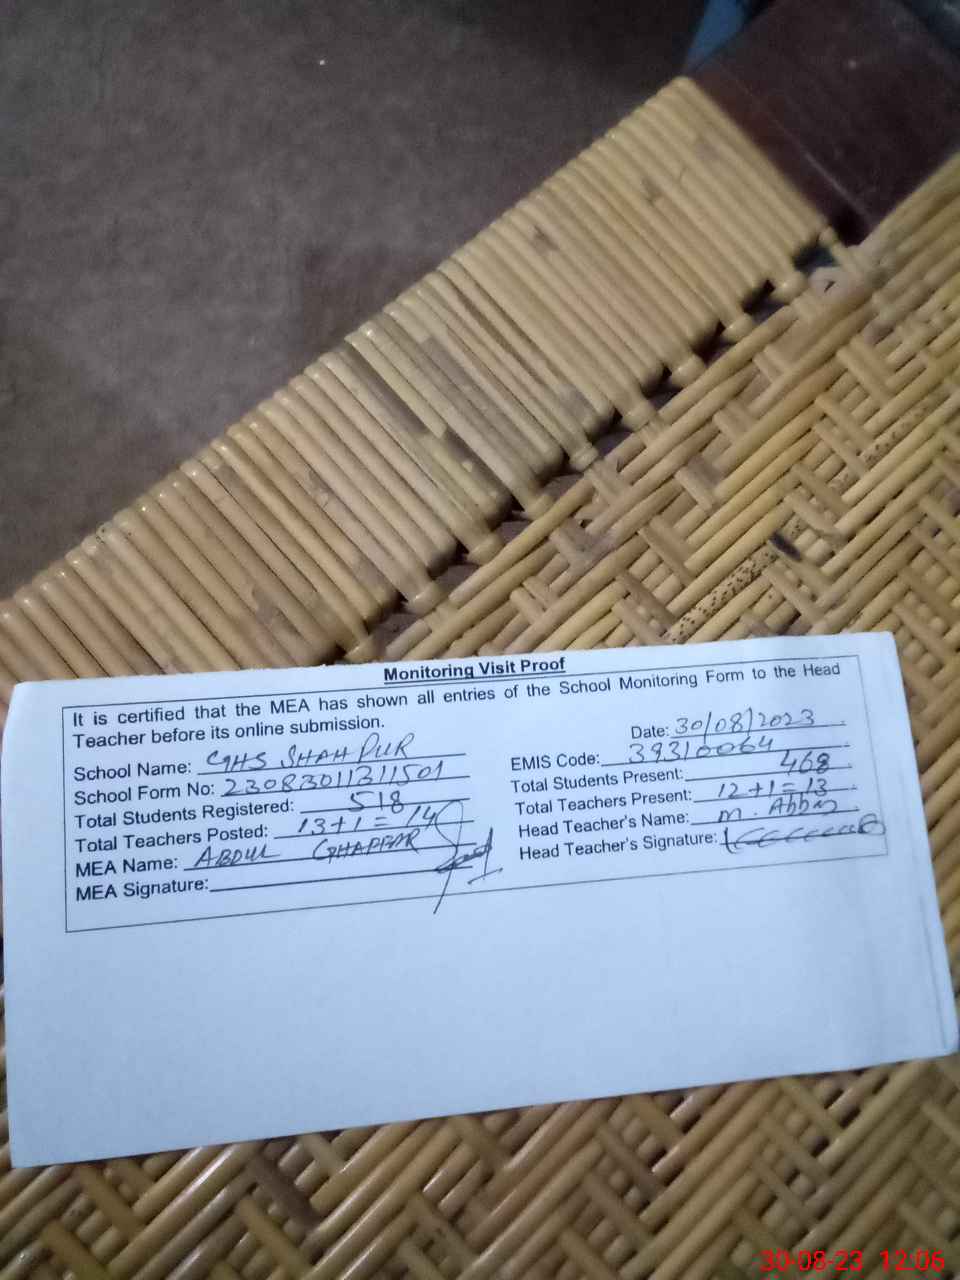 Monitoring Visit Proof
It is certified that the MEA has shown all entries of the School Monitoring Form to the Head
Teacher before its online submission.
Date: 30/08/2023
School Name: GHS SHAH PUR
EMIS Code: 39310064
School Form No: 23083011311501
Total Students Present: 468
Total Students Registered: 518
Total Teachers Present: 12+1=13
Total Teachers Posted: 13+1=14
Head Teacher's Name: M. Abbas
MEA Name: ABDUL GHAFFAR
Head Teacher's Signature:
MEA Signature:
30-08-23 12:06